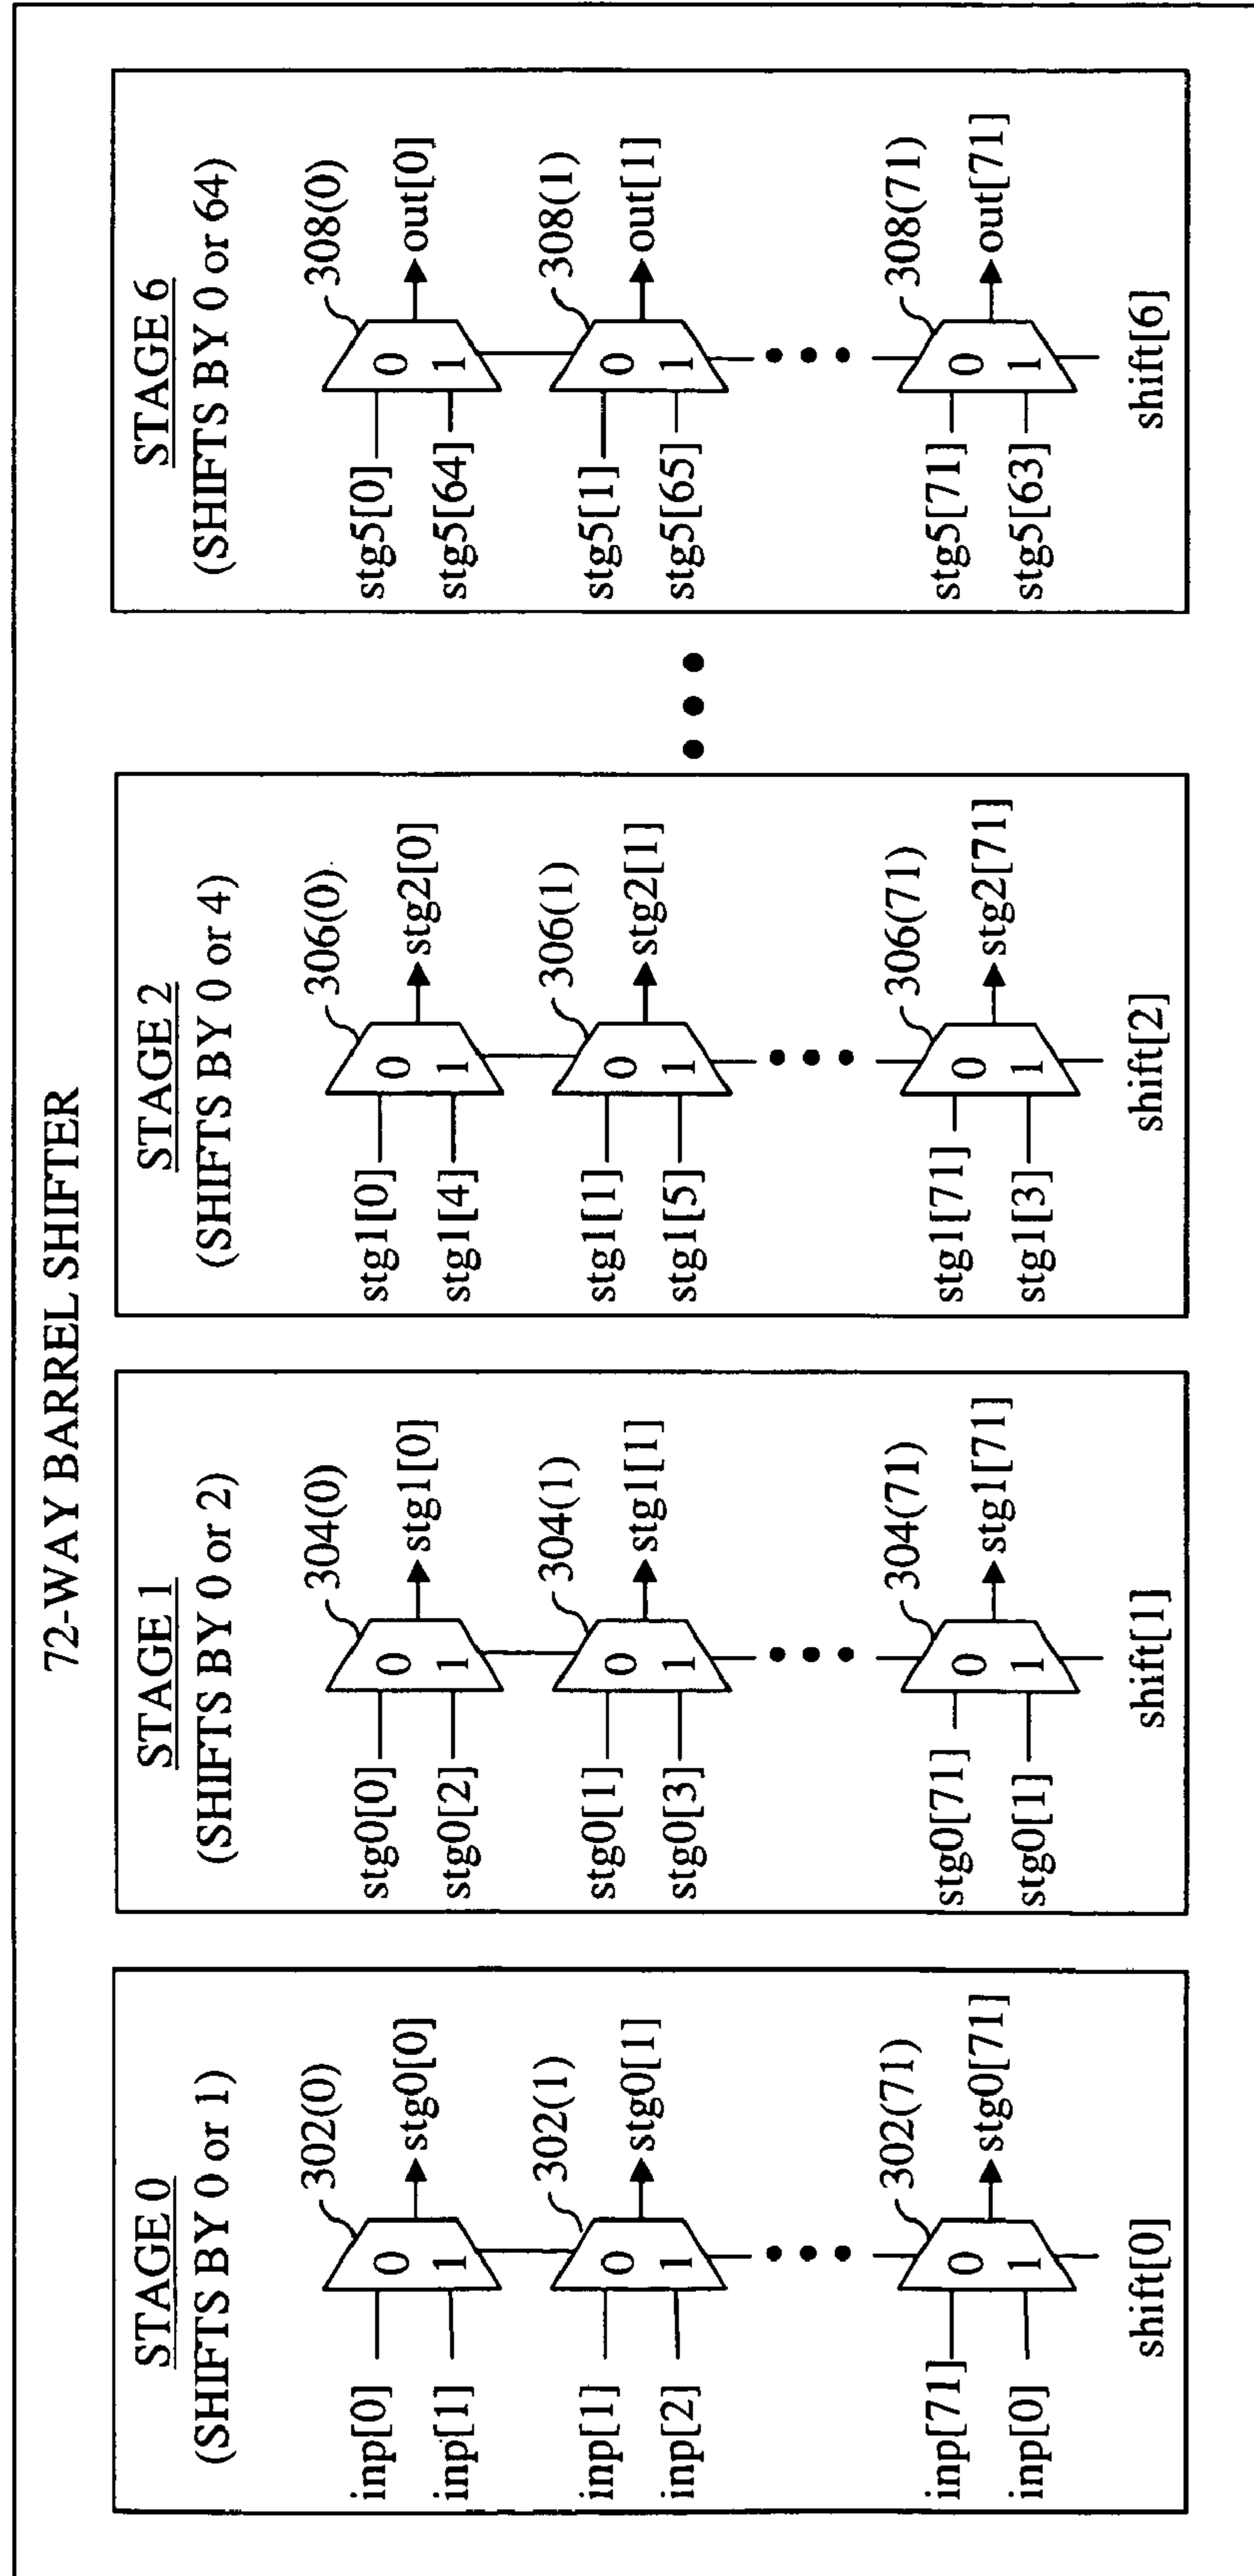 72-WAY BARREL SHIFTER
STAGE 0
(SHIFTS BY 0 or 1)
302(0)
inp[0]
0
stg0[0]
inp[1]
1
302(1)
inp[1]
0
stg0[1]
inp[2]
1
302(71)
inp[71]
0
stg0[71]
inp[0]
1
shift[0]
STAGE 1
(SHIFTS BY 0 or 2)
304(0)
stg0[0]
0
stg1[0]
stg0[2]
1
304(1)
stg0[1]
0
stg1[1]
stg0[3]
1
304(71)
stg0[71]
0
stg1[71]
stg0[1]
1
shift[1]
STAGE 2
(SHIFTS BY 0 or 4)
306(0)
stg1[0]
0
stg2[0]
stg1[4]
1
306(1)
stg1[1]
0
stg2[1]
stg1[5]
1
306(71)
stg1[71]
0
stg2[71]
stg1[3]
1
shift[2]
STAGE 6
(SHIFTS BY 0 or 64)
308(0)
stg5[0]
0
out[0]
stg5[64]
1
308(1)
stg5[1]
0
out[1]
stg5[65]
1
308(71)
stg5[71]
0
out[71]
stg5[63]
1
shift[6]